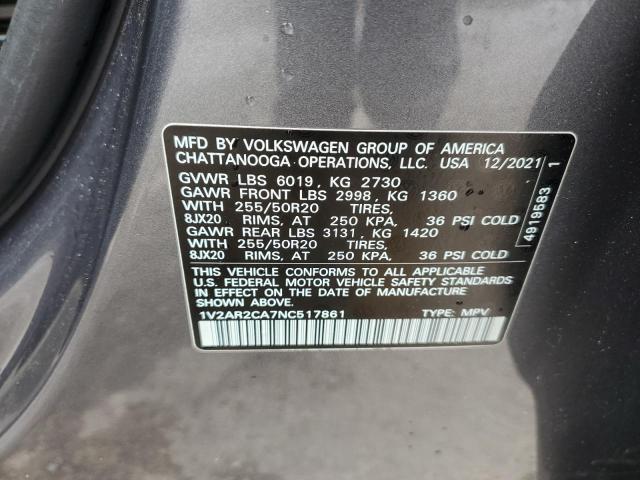 MFD BY VOLKSWAGEN GROUP OF AMERICA
CHATTANOOGA OPERATIONS, LLC. USA 12/2021
GVWR LBS 6019, KG 2730
GAWR FRONT LBS 2998, KG 1360
WITH 255/50R20 TIRES,
8JX20 RIMS, AT 250 KPA, 36 PSI COLD
GAWR REAR LBS 3131, KG 1420
WITH 255/50R20 TIRES,
8JX20 RIMS, AT 250 KPA, 36 PSI COLD
THIS VEHICLE CONFORMS TO ALL APPLICABLE
U.S. FEDERAL MOTOR VEHICLE SAFETY STANDARDS
IN EFFECT ON THE DATE OF MANUFACTURE
SHOWN ABOVE.
1V2AR2CA7NC517861 TYPE: MPV
4919583 1